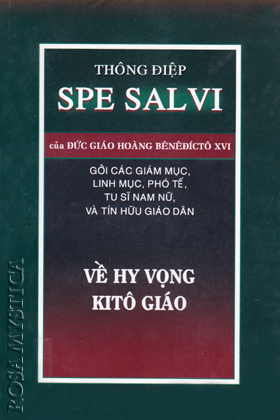 THÔNG ĐIỆP
SPE SALVI
của ĐỨC GIÁO HOÀNG BÊNÊĐÍCTÔ XVI
GỞI CÁC GIÁM MỤC,
LINH MỤC, PHÓ TẾ,
TU SĨ NAM NỮ,
VÀ TÍN HỮU GIÁO DÂN
VỀ HY VỌNG
KITÔ GIÁO
ROSA MYSTICA